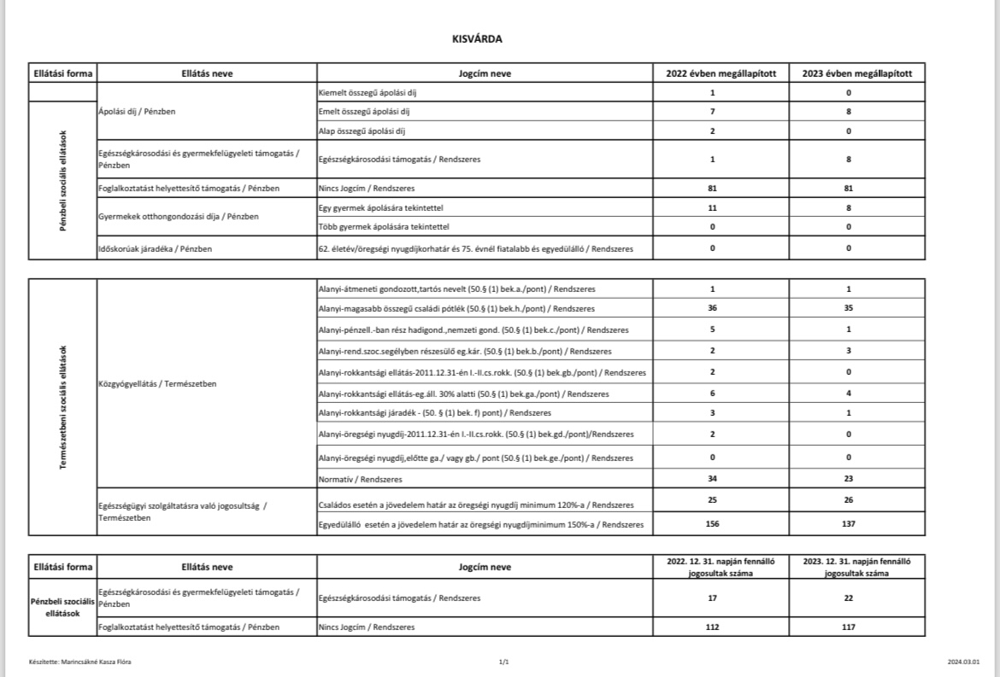 KISVÁRDA
Ellátási forma Ellátás neve Jogcím neve 2022 évben megállapított 2023 évben megállapított
Pénzbeli szociális ellátások
Ápolási díj / Pénzben
Kiemelt összegű ápolási díj 1 0
Emelt összegű ápolási díj 7 8
Alap összegű ápolási díj 2 0
Egészségkárosodási és gyermekfelügyeleti támogatás /
Pénzben
Egészségkárosodási támogatás / Rendszeres 1 8
Foglalkoztatást helyettesítő támogatás / Pénzben Nincs Jogcím / Rendszeres 81 81
Gyermekek otthongondozási díja / Pénzben
Egy gyermek ápolására tekintettel 11 8
Több gyermek ápolására tekintettel 0 0
Időskorúak járadéka / Pénzben 62. életév/öregségi nyugdíjkorhatár és 75. évnél fiatalabb és egyedülálló / Rendszeres 0 0
Természetbeni szociális ellátások
Közgyógyellátás / Természetben
Alanyi-átmeneti gondozott,tartós nevelt (50.§ (1) bek.a./pont) / Rendszeres 1 1
Alanyi-magasabb összegű családi pótlék (50.§ (1) bek.h./pont) / Rendszeres 36 35
Alanyi-pénzell.-ban rész hadigond.,nemzeti gond. (50.§ (1) bek.c./pont) / Rendszeres 5 1
Alanyi-rend.szoc.segélyben részesülő eg.kár. (50.§ (1) bek.b./pont) / Rendszeres 2 3
Alanyi-rokkantsági ellátás-2011.12.31-én I.-II.cs.rokk. (50.§ (1) bek.gb./pont) / Rendszeres 2 0
Alanyi-rokkantsági ellátás-eg.áll. 30% alatti (50.§ (1) bek.ga./pont) / Rendszeres 6 4
Alanyi-rokkantsági járadék - (50. § (1) bek. f) pont) / Rendszeres 3 1
Alanyi-öregségi nyugdíj-2011.12.31-én I.-II.cs.rokk. (50.§ (1) bek.gd./pont)/Rendszeres 2 0
Alanyi-öregségi nyugdíj,előtte ga./ vagy gb./ pont (50.§ (1) bek.ge./pont) / Rendszeres 0 0
Normatív / Rendszeres 34 23
Egészségügyi szolgáltatásra való jogosultság /
Természetben
Családos esetén a jövedelem határ az öregségi nyugdíj minimum 120%-a / Rendszeres 25 26
Egyedülálló esetén a jövedelem határ az öregségi nyugdíjminimum 150%-a / Rendszeres 156 137
Ellátási forma Ellátás neve Jogcím neve 2022. 12. 31. napján fennálló 2023. 12. 31. napján fennálló
jogosultak száma jogosultak száma
Pénzbeli szociális
ellátások
Egészségkárosodási és gyermekfelügyeleti támogatás /
Pénzben
Egészségkárosodási támogatás / Rendszeres 17 22
Foglalkoztatást helyettesítő támogatás / Pénzben Nincs Jogcím / Rendszeres 112 117
Készítette: Marincsákné Kasza Flóra 1/1 2024.03.01